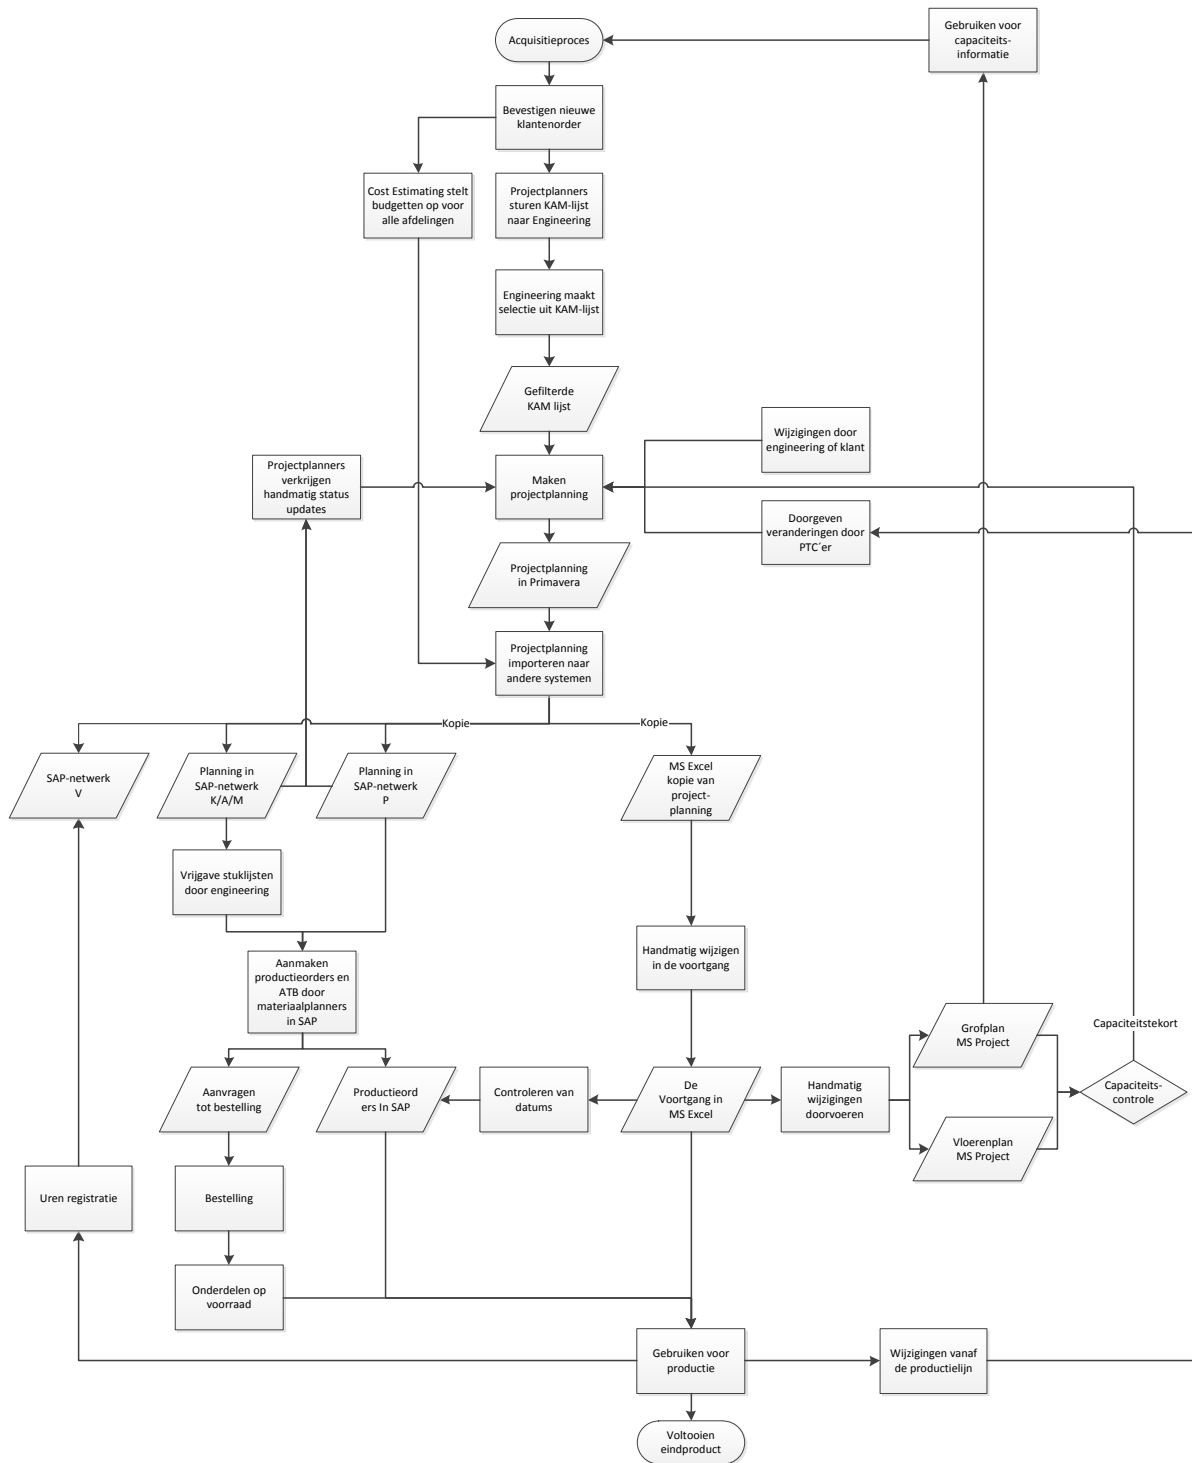 Acquisitieproces
Gebruiken voor
capaciteits-
informatie
Bevestigen nieuwe
klantenorder
Cost Estimating stelt
budgetten op voor
alle afdelingen
Projectplanners
sturen KAM-lijst
naar Engineering
Engineering maakt
selectie uit KAM-lijst
Gefilterde
KAM lijst
Wijzigingen door
engineering of klant
Projectplanners
verkrijgen
handmatig status
updates
Maken
projectplanning
Doorgeven
veranderingen door
PTC´er
Projectplanning
in Primavera
Projectplanning
importeren naar
andere systemen
Kopie
Kopie
SAP-netwerk
V
Planning in
SAP-netwerk
K/A/M
Planning in
SAP-netwerk
P
MS Excel
kopie van
project-
planning
Vrijgave stuklijsten
door engineering
Handmatig wijzigen
in de voortgang
Aanmaken
productieorders en
ATB door
materiaalplanners
in SAP
Grofplan
MS Project
Capaciteitstekort
Aanvragen
tot bestelling
Productieord
ers In SAP
Controleren van
datums
De
Voortgang in
MS Excel
Handmatig
wijzigingen
doorvoeren
Capaciteits-
controle
Vloerenplan
MS Project
Uren registratie
Bestelling
Onderdelen op
voorraad
Gebruiken voor
productie
Wijzigingen vanaf
de productielijn
Voltooien
eindproduct